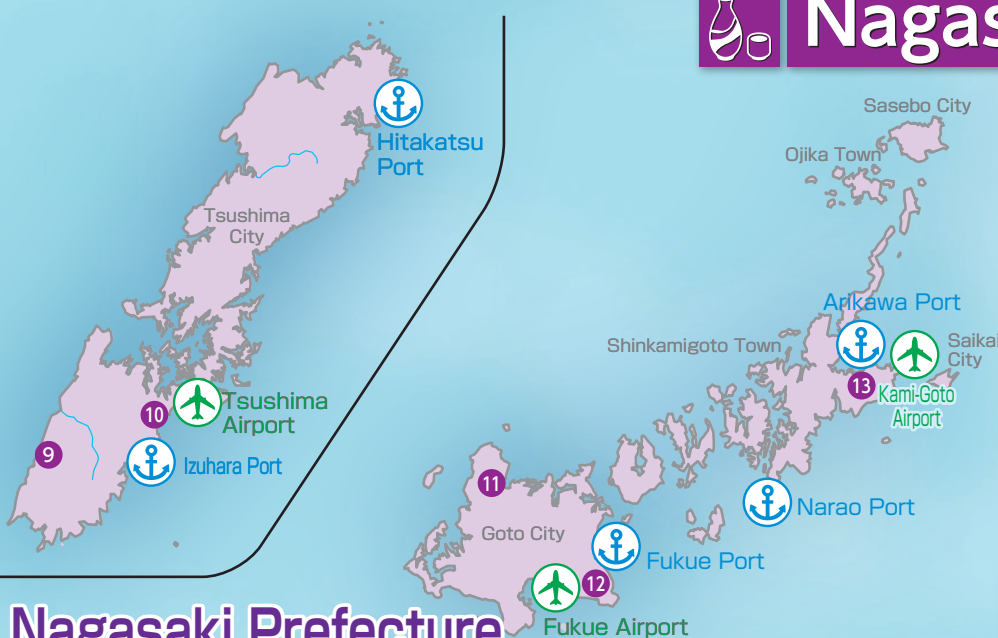 Nagas
Sasebo City
Ojika Town
Hitakatsu
Port
Tsushima
City
Arikawa Port
Shinkamigoto Town
Saikai
City
13
Kami-Goto
Airport
Tsushima
Airport
10
9
Izuhara Port
11
Narao Port
Goto City
Fukue Port
12
Fukue Airport
Nagasaki Prefecture